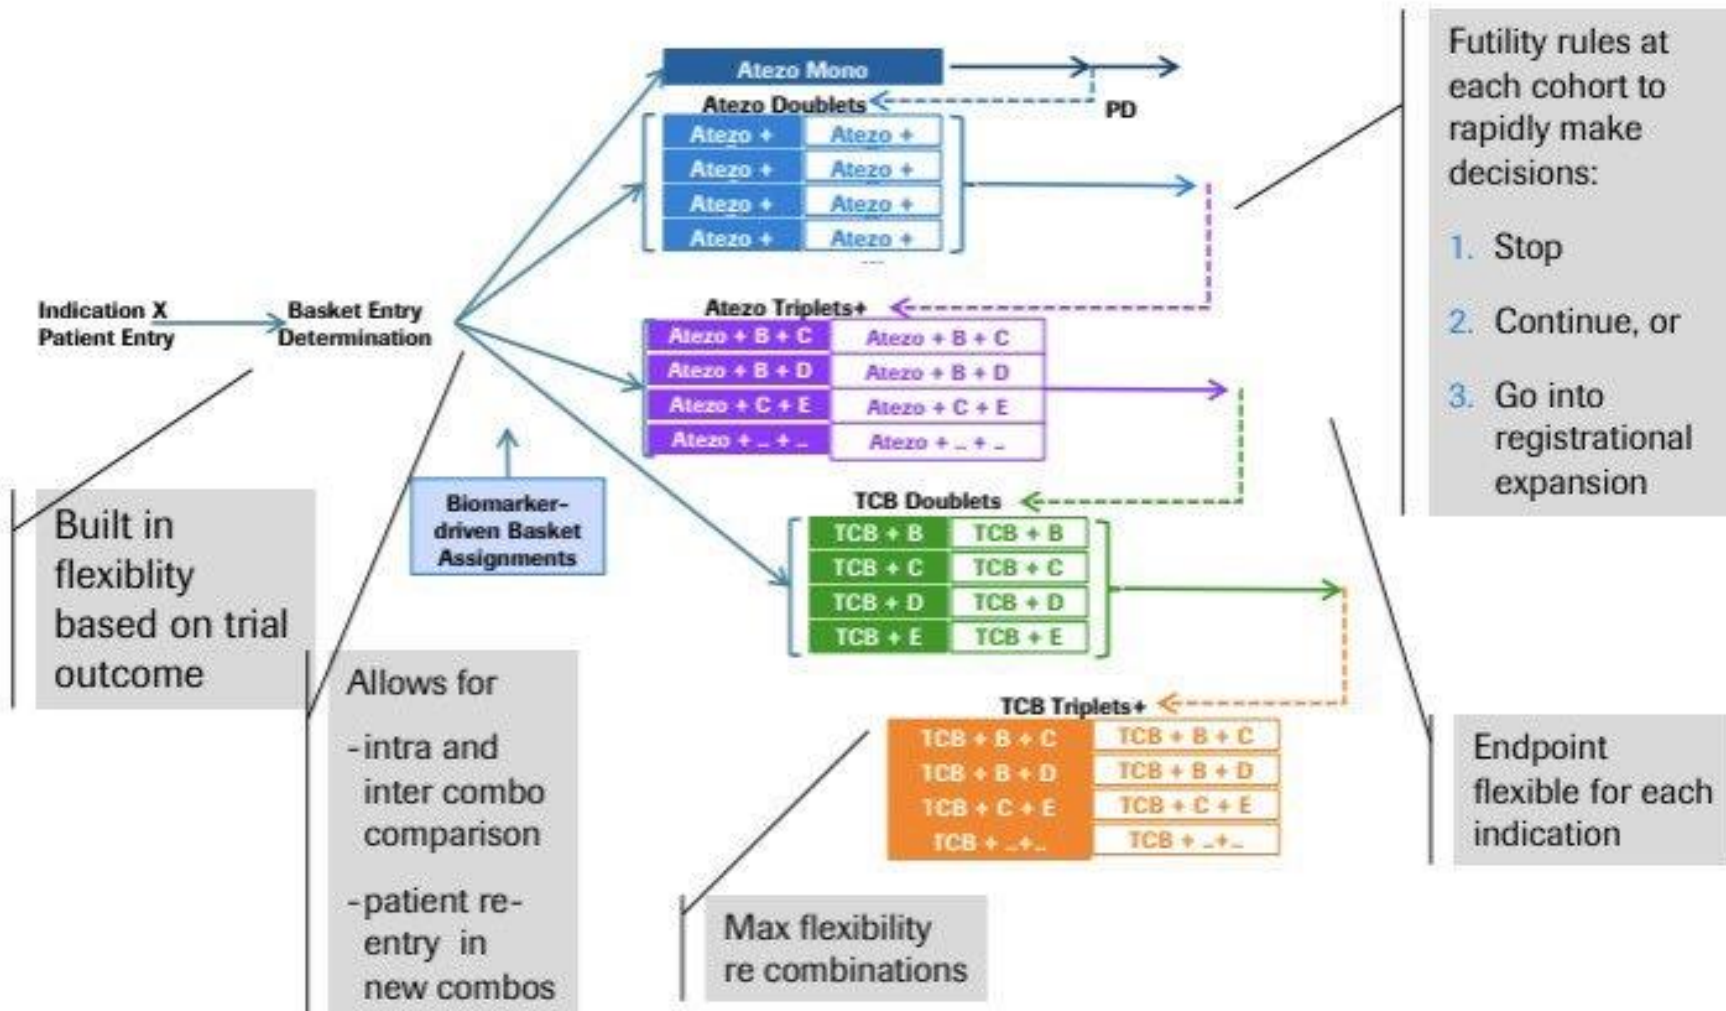 Atezo Mono
Atezo Doublets
PD
Atezo + Atezo +
Atezo + Atezo +
Atezo + Atezo +
Atezo + Atezo +
...
Indication X
Patient Entry
Basket Entry
Determination
Atezo Triplets+
Atezo + B + C Atezo + B + C
Atezo + B + D Atezo + B + D
Atezo + C + E Atezo + C + E
Atezo + .. + .. Atezo + .. + ..
Biomarker-
driven Basket
Assignments
TCB Doublets
TCB + B TCB + B
TCB + C TCB + C
TCB + D TCB + D
TCB + E TCB + E
TCB Triplets+
TCB + B + C TCB + B + C
TCB + B + D TCB + B + D
TCB + C + E TCB + C + E
TCB + ..+.. TCB + ..+..
Built in
flexiblity
based on trial
outcome
Allows for
-intra and
inter combo
comparison
-patient re-
entry in
new combos
Max flexibility
re combinations
Futility rules at
each cohort to
rapidly make
decisions:
1. Stop
2. Continue, or
3. Go into
registrational
expansion
Endpoint
flexible for each
indication